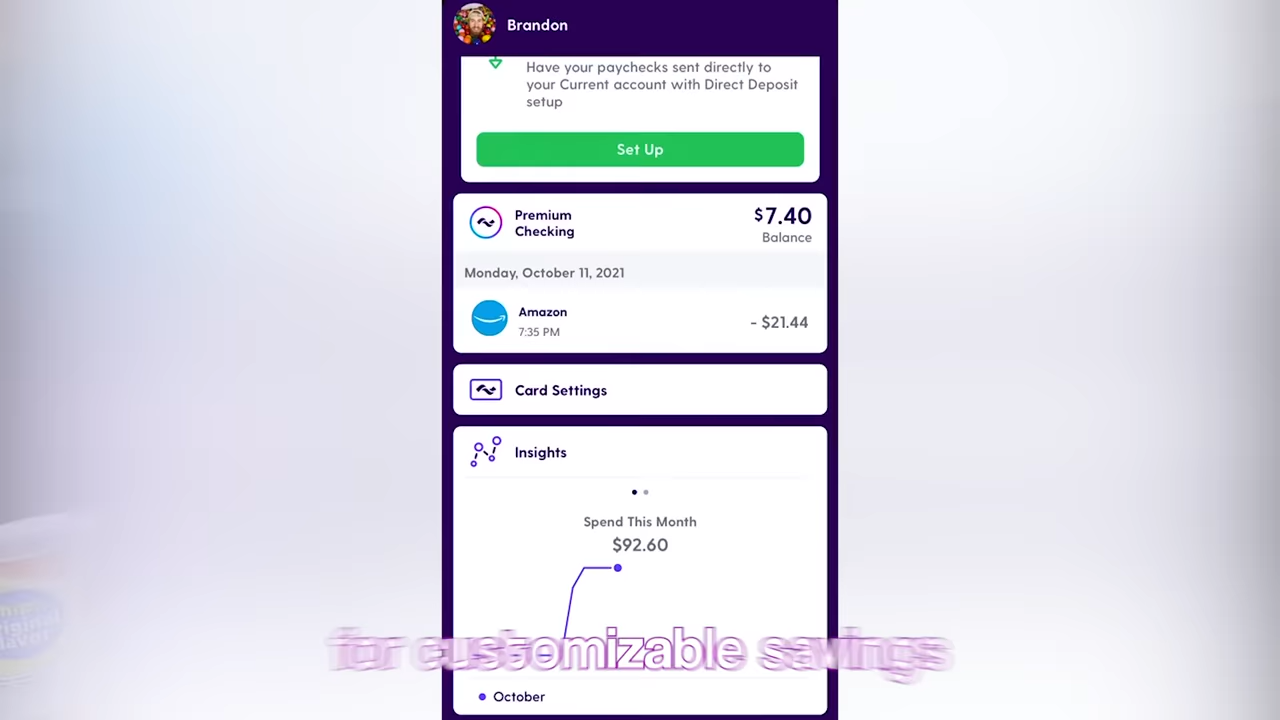 Brandon
Have your paychecks sent directly to
your Current account with Direct Deposit
setup
Set Up
Premium
Checking
$7.40
Balance
Monday, October 11, 2021
Amazon
7:35 PM
- $21.44
Card Settings
Insights
Spend This Month
$92.60
for customizable savings
October